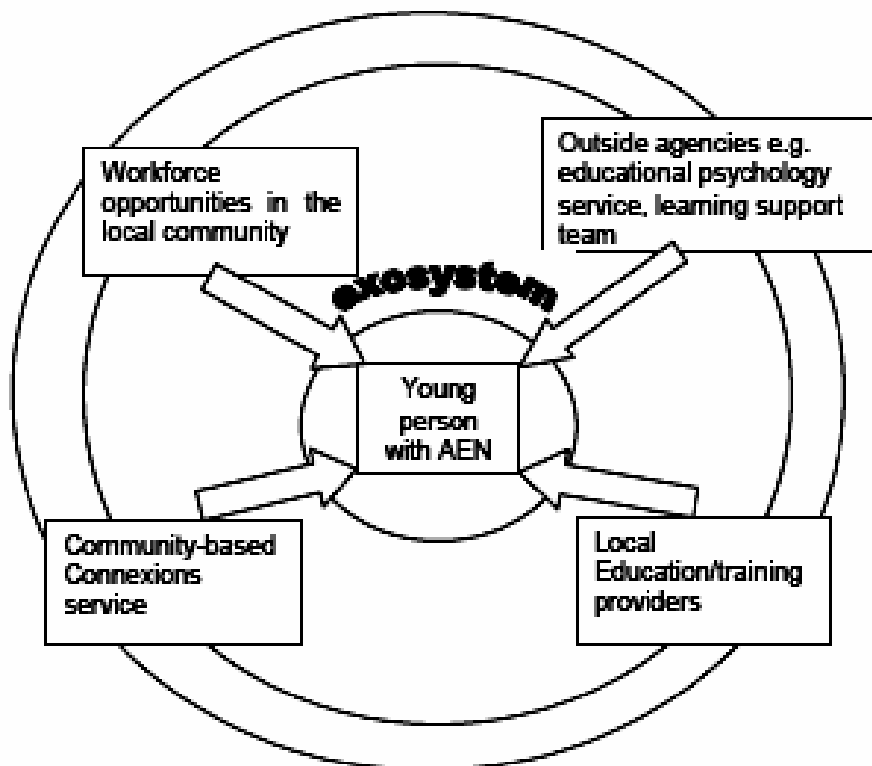 Workforce
opportunities in the
local community
Outside agencies e.g.
educational psychology
service, learning support
team
exosystem
Young
person
with AEN
Community-based
Connexions
service
Local
Education/training
providers